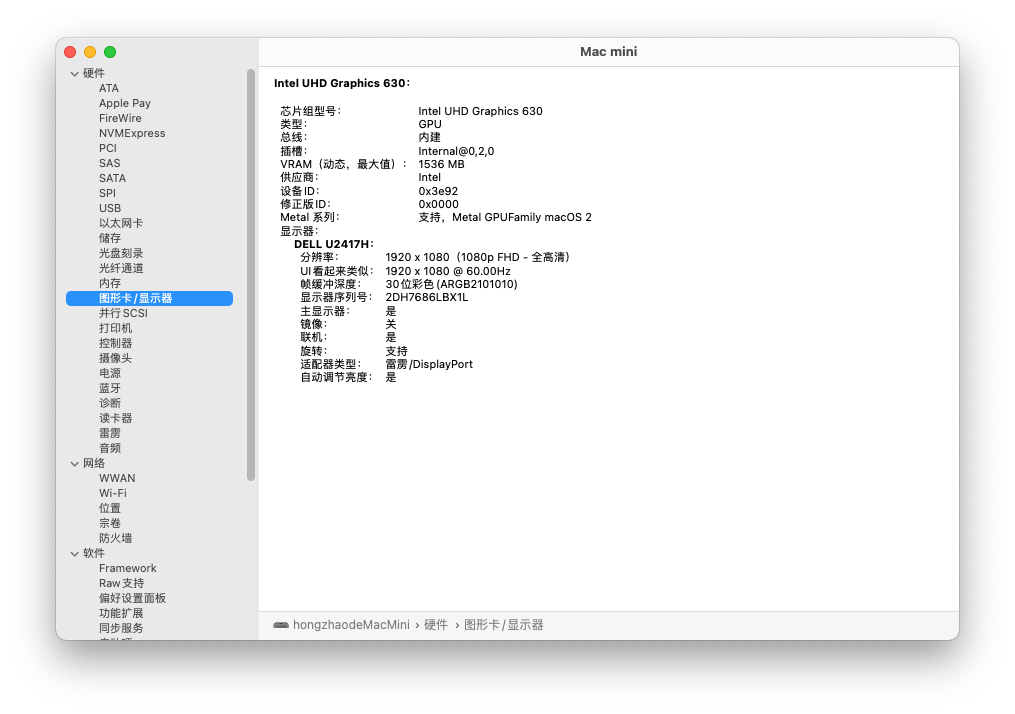 Mac mini
硬件
ATA
Apple Pay
FireWire
NVMExpress
PCI
SAS
SATA
SPI
USB
以太网卡
储存
光盘刻录
光纤通道
内存
图形卡/显示器
并行SCSI
打印机
控制器
摄像头
电源
蓝牙
诊断
读卡器
雷雳
音频
网络
WWAN
Wi-Fi
位置
宗卷
防火墙
软件
Framework
Raw支持
偏好设置面板
功能扩展
同步服务
Intel UHD Graphics 630：
芯片组型号： Intel UHD Graphics 630
类型： GPU
总线： 内建
插槽： Internal@0,2,0
VRAM（动态，最大值）： 1536 MB
供应商： Intel
设备ID： 0x3e92
修正版ID： 0x0000
Metal 系列： 支持，Metal GPUFamily macOS 2
显示器：
DELL U2417H：
分辨率： 1920 x 1080（1080p FHD - 全高清）
UI看起来类似： 1920 x 1080 @ 60.00Hz
帧缓冲深度： 30位彩色(ARGB2101010)
显示器序列号： 2DH7686LBX1L
主显示器： 是
镜像： 关
联机： 是
旋转： 支持
适配器类型： 雷雳/DisplayPort
自动调节亮度： 是
hongzhaodeMacMini › 硬件 › 图形卡/显示器